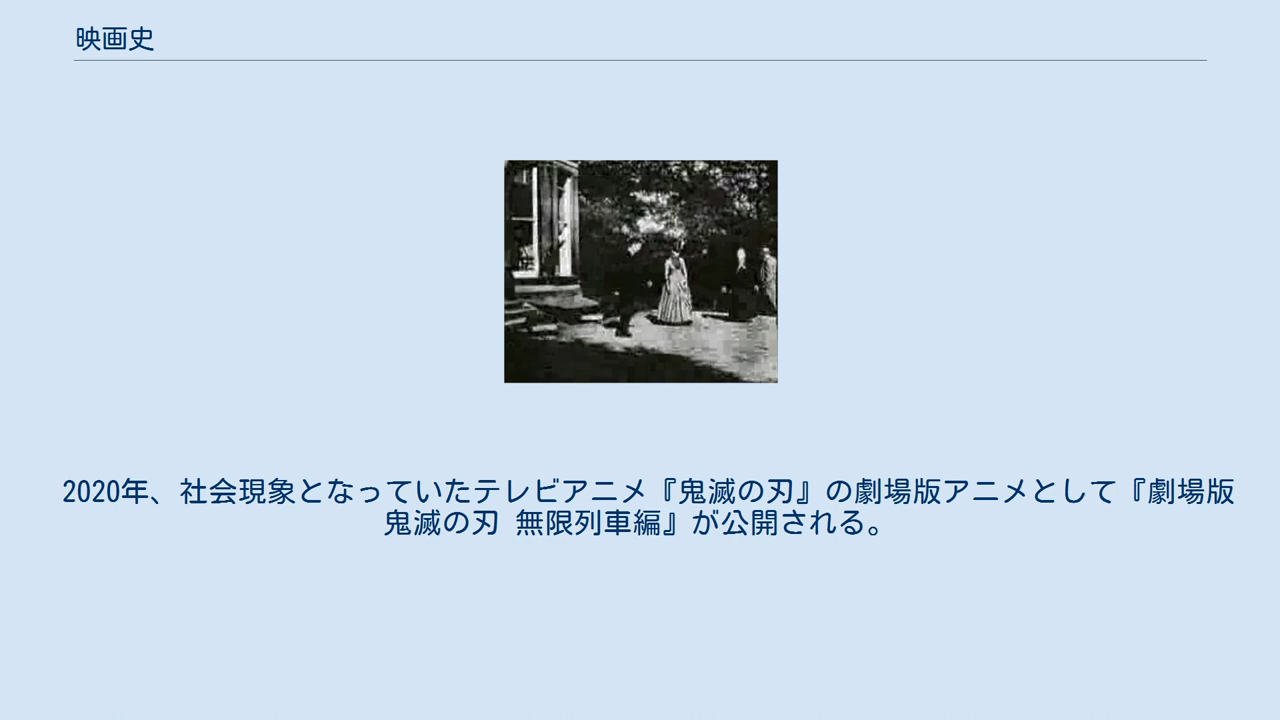 映画史
2020年、社会現象となっていたテレビアニメ『鬼滅の刃』の劇場版アニメとして『劇場版
鬼滅の刃 無限列車編』が公開される。